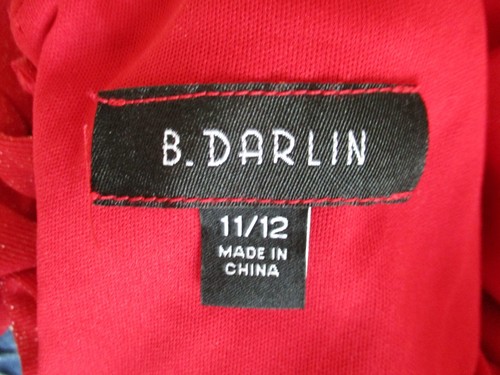 B. DARLIN
11/12
MADE IN
CHINA